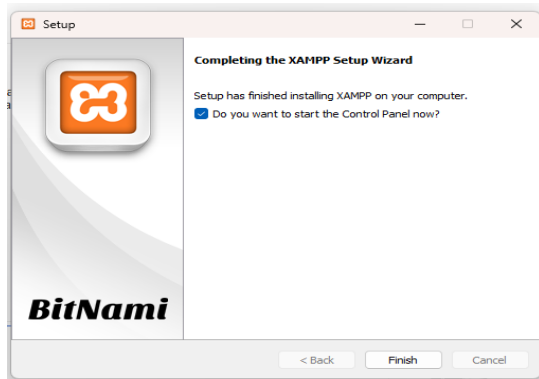 Setup
Completing the XAMPP Setup Wizard
Setup has finished installing XAMPP on your computer.
Do you want to start the Control Panel now?
BitNami
< Back
Finish
Cancel